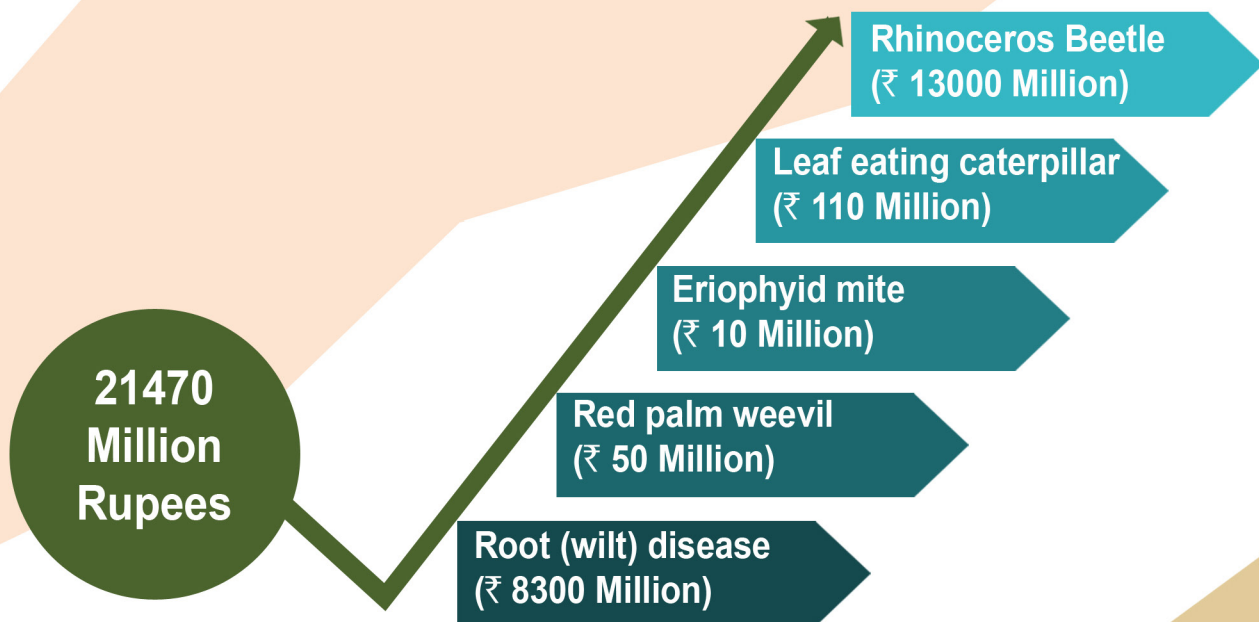 Rhinoceros Beetle
(₹ 13000 Million)
Leaf eating caterpillar
(₹ 110 Million)
Eriophyid mite
(₹ 10 Million)
21470
Million
Rupees
Red palm weevil
(₹ 50 Million)
Root (wilt) disease
(₹ 8300 Million)